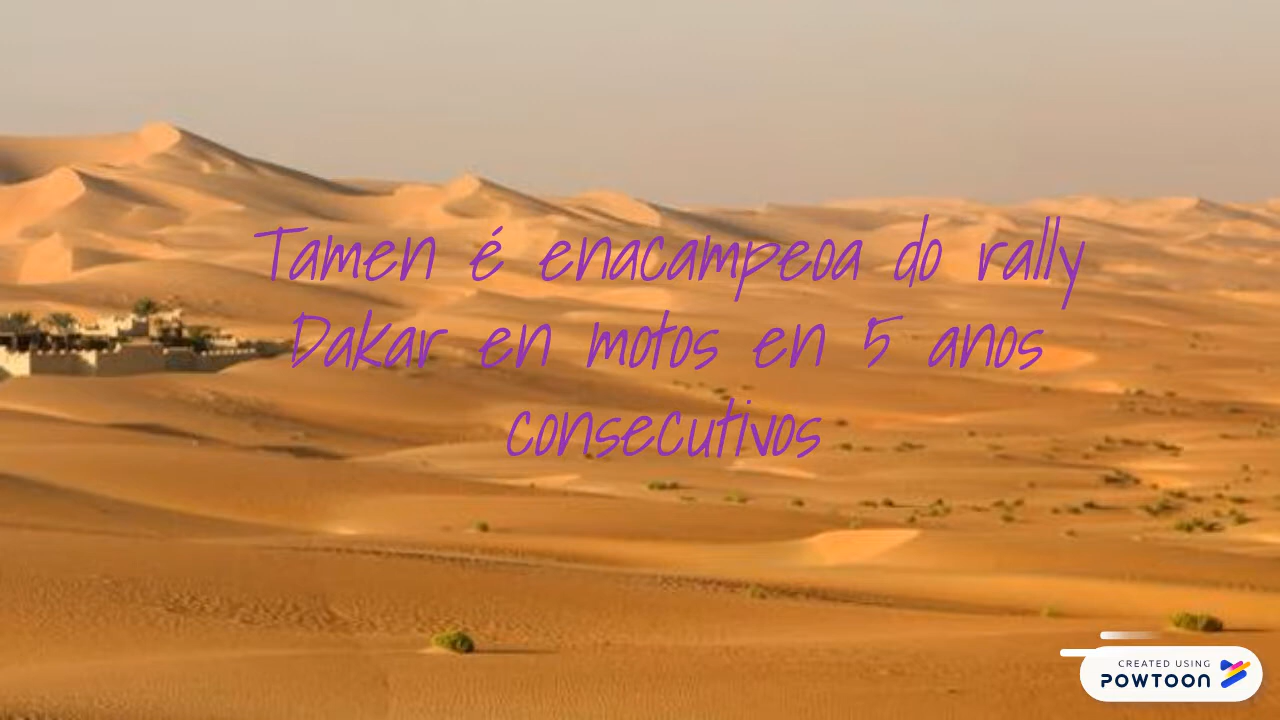 Tamen é enacampeoa do rally
Dakar en motos en 5 anos
consecutivos
CREATED USING
POWTOON